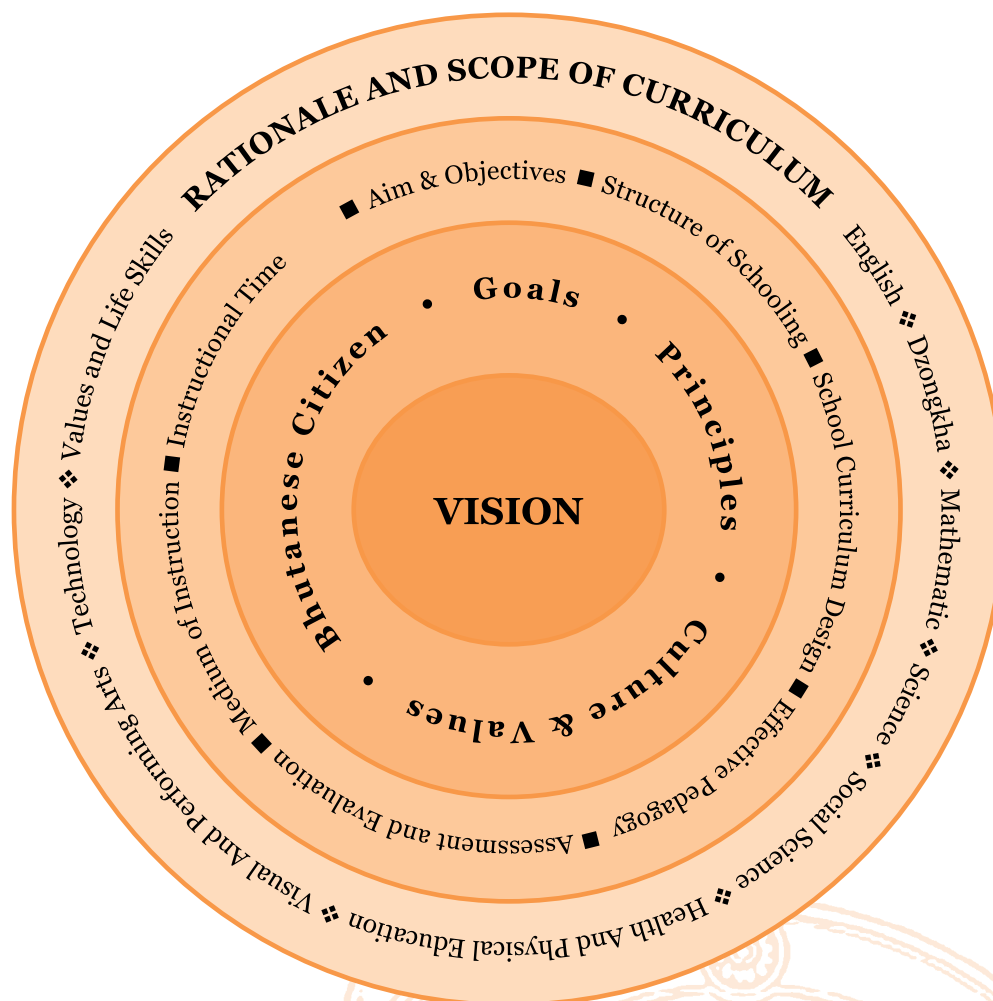 RATIONALE AND SCOPE OF CURRICULUM
English ❖ Dzongkha ❖ Mathematic ❖ Science ❖ Social Science ❖ Health And Physical Education ❖ Visual And Performing Arts ❖ Technology ❖ Values and Life Skills
■ Aim & Objectives ■ Structure of Schooling ■ School Curriculum Design ■ Effective Pedagogy ■ Assessment and Evaluation ■ Medium of Instruction ■ Instructional Time
• Goals • Principles • Culture & Values • Bhutanese Citizen
VISION